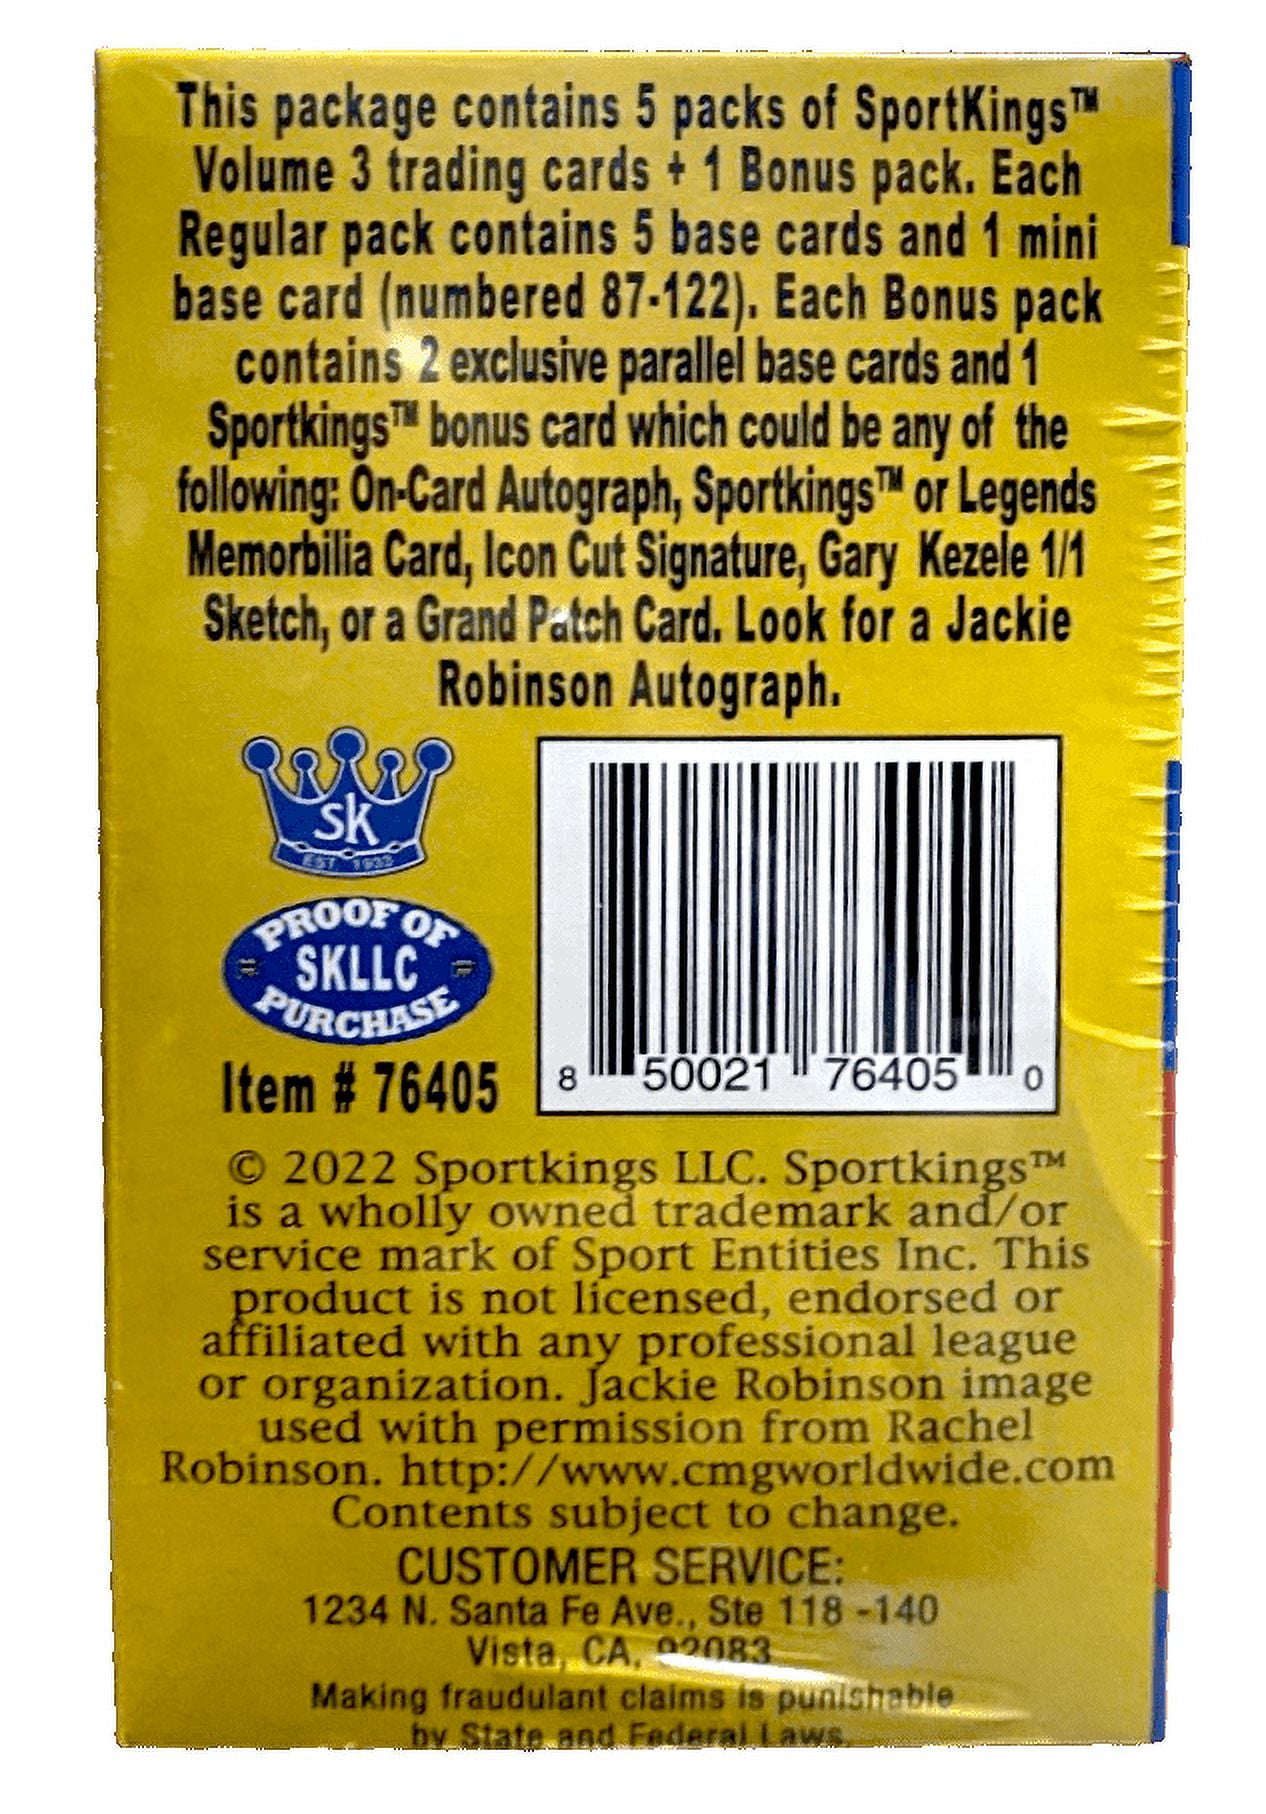 This package contains 5 packs of SportKings™
Volume 3 trading cards + 1 Bonus pack. Each
Regular pack contains 5 base cards and 1 mini
base card (numbered 87-122). Each Bonus pack
contains 2 exclusive parallel base cards and 1
Sportkings™ bonus card which could be any of the
following: On-Card Autograph, Sportkings™ or Legends
Memorbilia Card, Icon Cut Signature, Gary Kezele 1/1
Sketch, or a Grand Patch Card. Look for a Jackie
Robinson Autograph.
SK
EST. 1933
PROOF OF
SKLLC
PURCHASE
Item # 76405
8 50021 76405 0
© 2022 Sportkings LLC. Sportkings™
is a wholly owned trademark and/or
service mark of Sport Entities Inc. This
product is not licensed, endorsed or
affiliated with any professional league
or organization. Jackie Robinson image
used with permission from Rachel
Robinson. http://www.cmgworldwide.com
Contents subject to change.
CUSTOMER SERVICE:
1234 N. Santa Fe Ave., Ste 118 -140
Vista, CA, 92083
Making fraudulant claims is punishable
by State and Federal Laws.